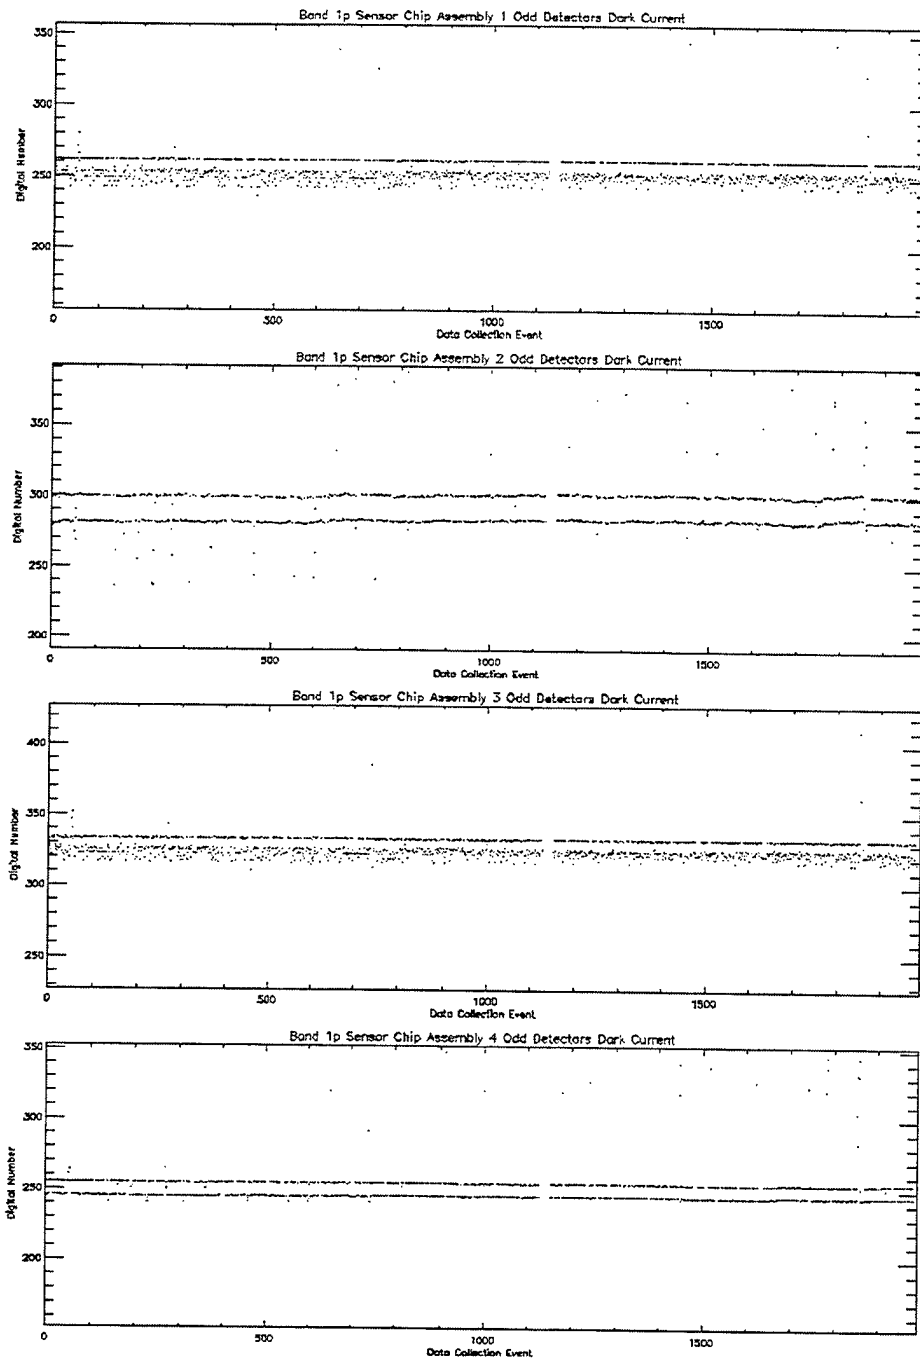 Band 1p Sensor Chip Assembly 1 Odd Detectors Dark Current
350
300
250
200
Digital Number
0 500 1000 1500
Data Collection Event
Band 1p Sensor Chip Assembly 2 Odd Detectors Dark Current
350
300
250
200
Digital Number
0 500 1000 1500
Data Collection Event
Band 1p Sensor Chip Assembly 3 Odd Detectors Dark Current
400
350
300
250
Digital Number
0 500 1000 1500
Data Collection Event
Band 1p Sensor Chip Assembly 4 Odd Detectors Dark Current
350
300
250
200
Digital Number
0 500 1000 1500
Data Collection Event